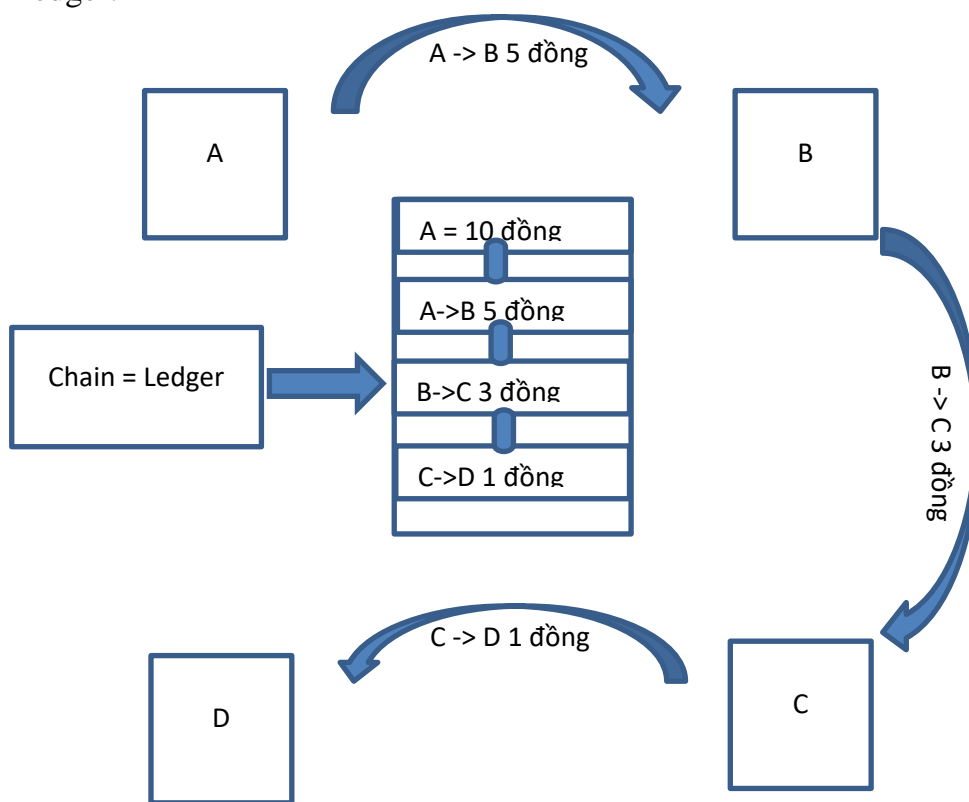 A -> B 5 đồng
A
B
A = 10 đồng
A->B 5 đồng
Chain = Ledger
B->C 3 đồng
B -> C 3 đồng
C->D 1 đồng
C -> D 1 đồng
D
C